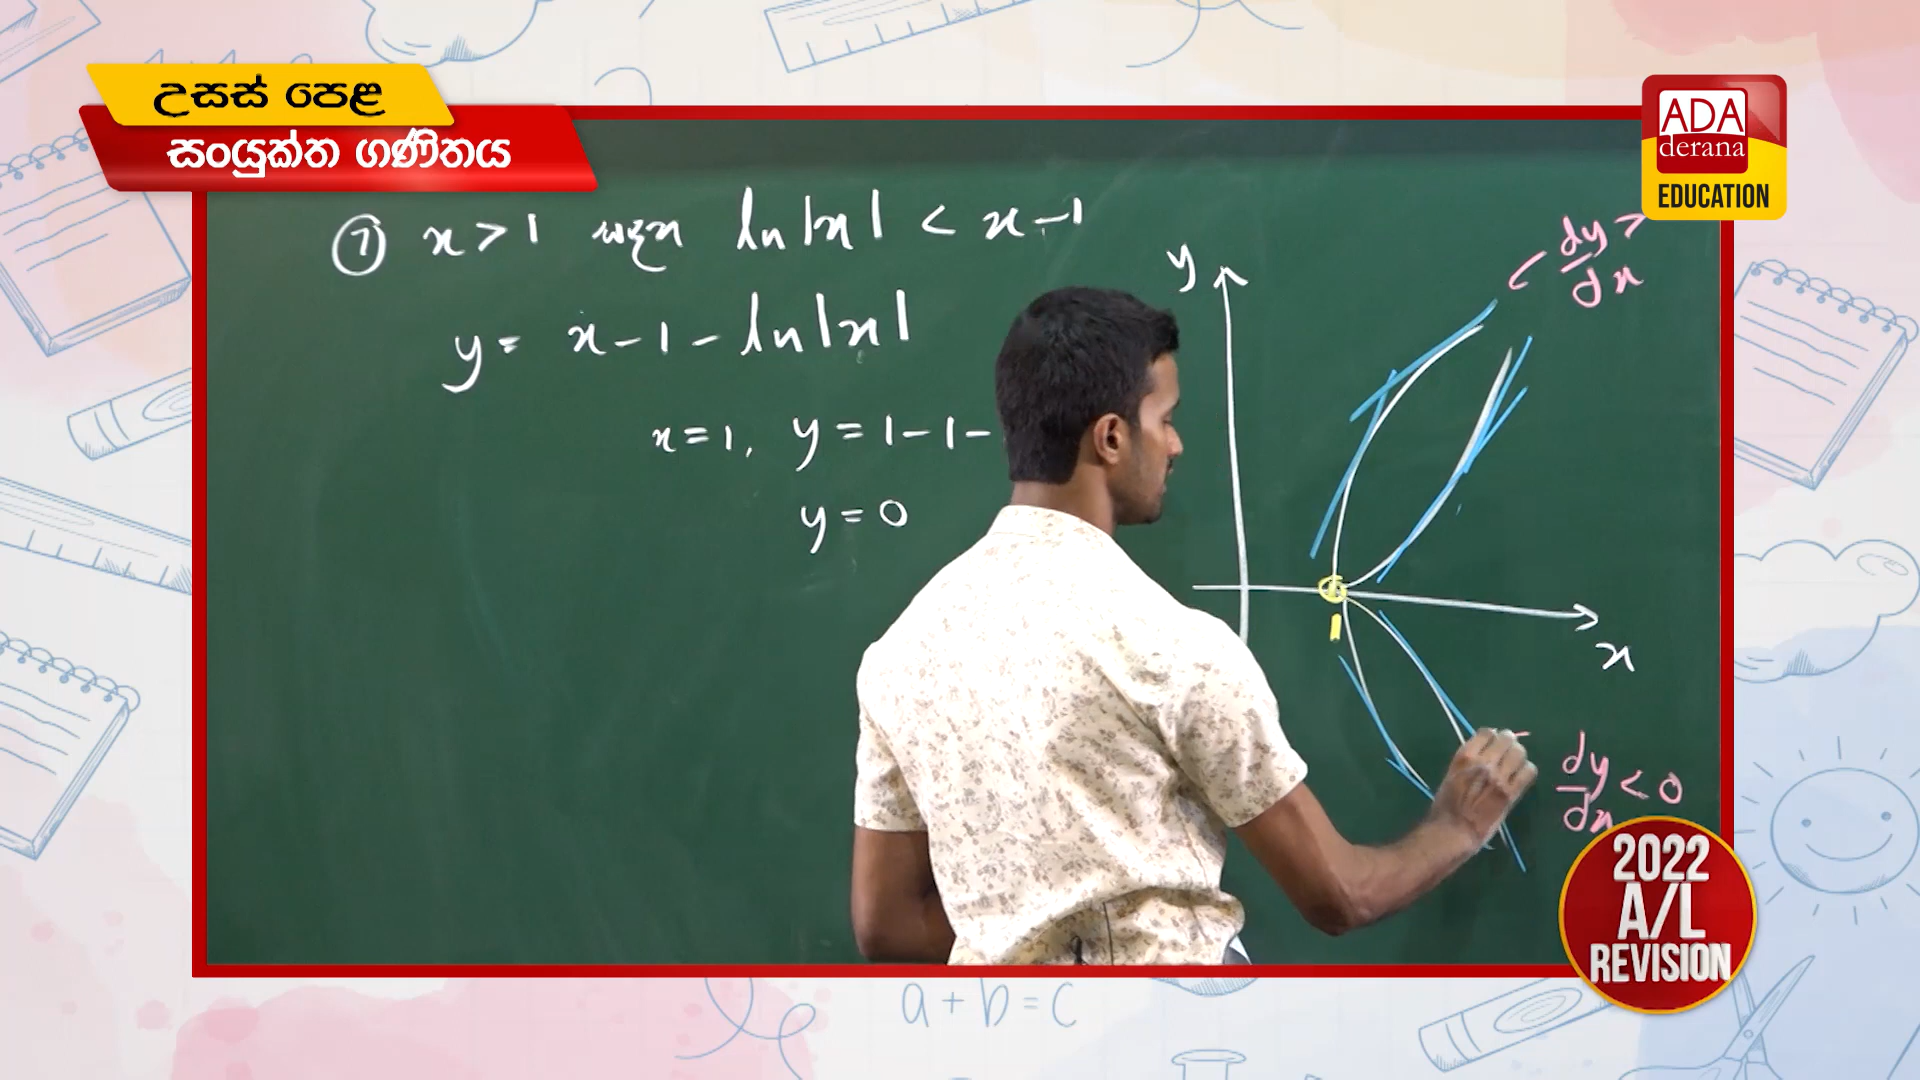 උසස් පෙළ
සංයුක්ත ගණිතය
ADA
derana
EDUCATION
⑦ x > 1 සඳහා ln|x| < x-1
y = x-1-ln|x|
x=1, y = 1-1-
y = 0
y
x
1
dy/dx >
dy/dx < 0
2022
A/L
REVISION
a+b=c